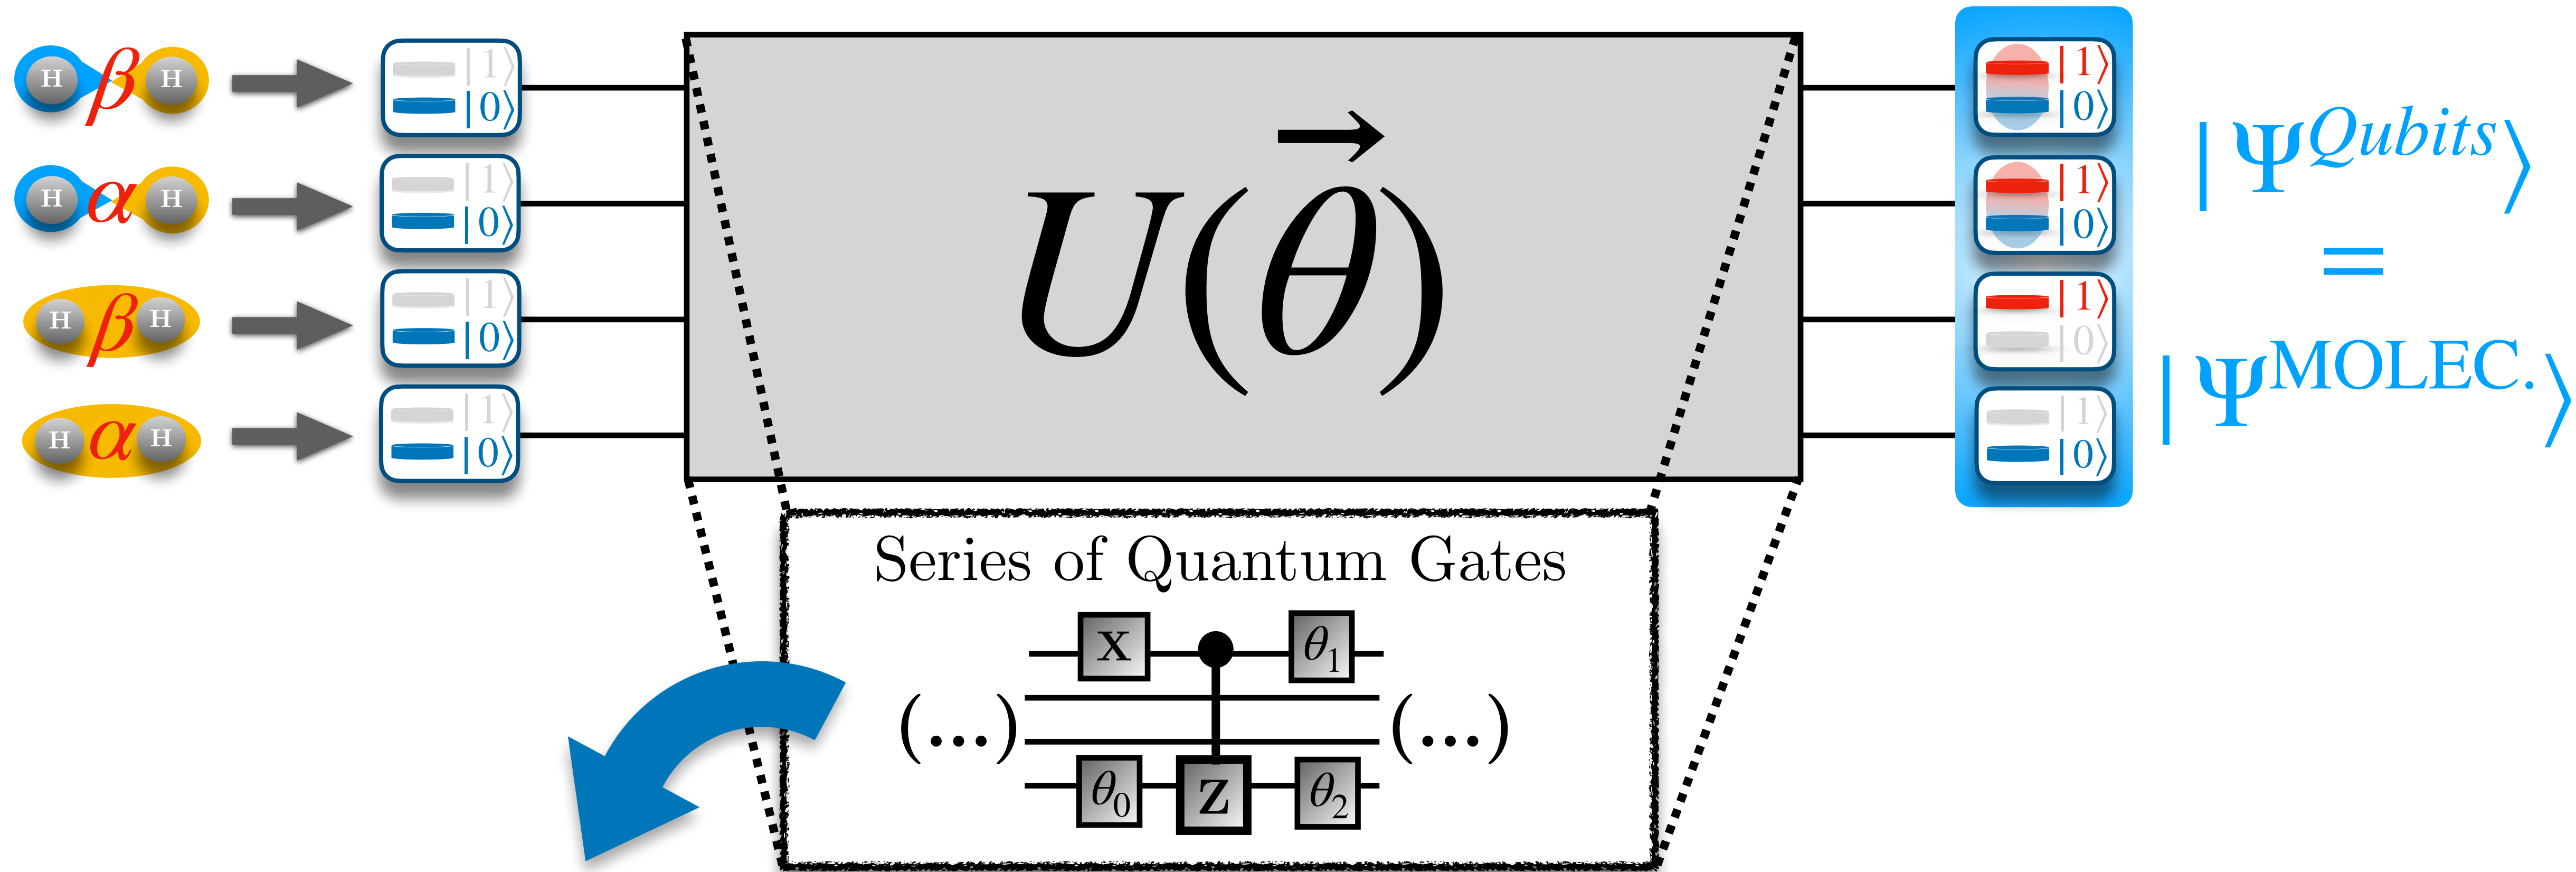 H β H
|1⟩
|0⟩
H α H
|1⟩
|0⟩
H β H
|1⟩
|0⟩
H α H
|1⟩
|0⟩
U(θ⃗)
|1⟩
|0⟩
|1⟩
|0⟩
|1⟩
|0⟩
|1⟩
|0⟩
|Ψ^Qubits⟩
=
|Ψ^MOLEC.⟩
Series of Quantum Gates
X θ₁
(...) (...)
θ₀ Z θ₂